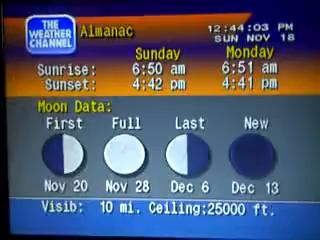 THE WEATHER CHANNEL Almanac 12:44:03 PM
SUN NOV 18
Sunday Monday
Sunrise: 6:50 am 6:51 am
Sunset: 4:42 pm 4:41 pm
Moon Data:
First Full Last New
Nov 20 Nov 28 Dec 6 Dec 13
Visib: 10 mi. Ceiling:25000 ft.